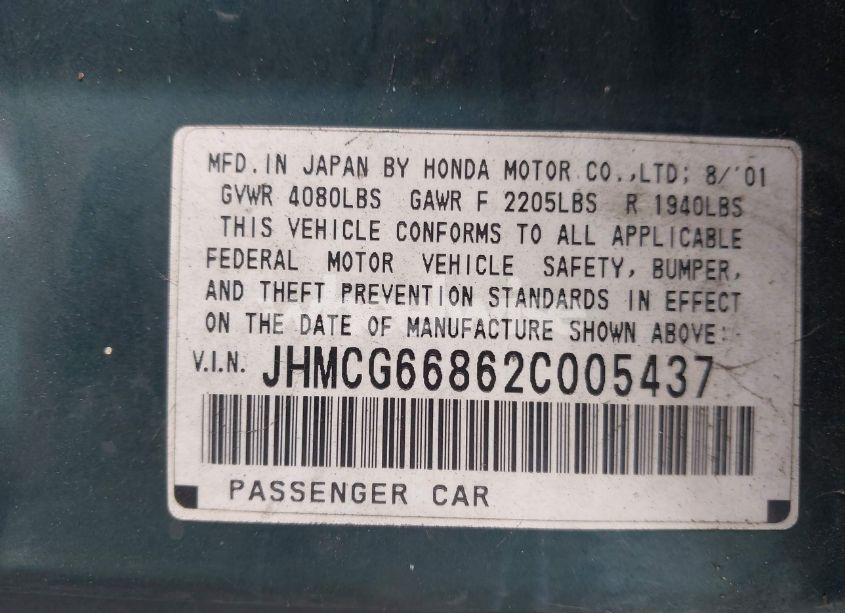 MFD. IN JAPAN BY HONDA MOTOR CO.,LTD; 8/'01
GVWR 4080LBS GAWR F 2205LBS R 1940LBS
THIS VEHICLE CONFORMS TO ALL APPLICABLE
FEDERAL MOTOR VEHICLE SAFETY, BUMPER,
AND THEFT PREVENTION STANDARDS IN EFFECT
ON THE DATE OF MANUFACTURE SHOWN ABOVE:
V.I.N. JHMCG66862C005437
PASSENGER CAR